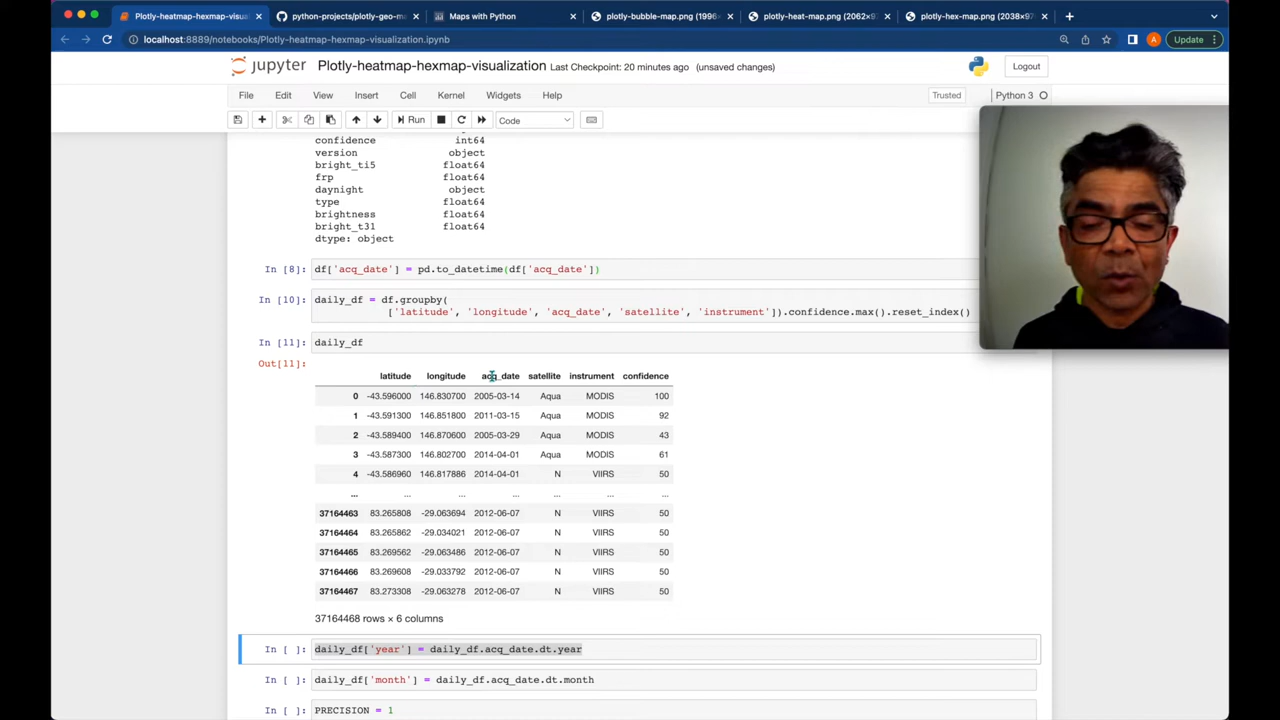 Plotly-heatmap-hexmap-visual
python-projects/plotly-geo-m
Maps with Python
plotly-bubble-map.png (1996×
plotly-heat-map.png (2062×9
plotly-hex-map.png (2038×97
localhost:8889/notebooks/Plotly-heatmap-hexmap-visualization.ipynb
A
Update
jupyter Plotly-heatmap-hexmap-visualization Last Checkpoint: 20 minutes ago (unsaved changes)
Logout
File Edit View Insert Cell Kernel Widgets Help
Trusted
Python 3
Run
Code
confidence int64
version object
bright_ti5 float64
frp float64
daynight object
type float64
brightness float64
bright_t31 float64
dtype: object
In [8]: df['acq_date'] = pd.to_datetime(df['acq_date'])
In [10]: daily_df = df.groupby(
['latitude', 'longitude', 'acq_date', 'satellite', 'instrument']).confidence.max().reset_index()
In [11]: daily_df
Out[11]:
latitude longitude acq_date satellite instrument confidence
0 -43.596000 146.830700 2005-03-14 Aqua MODIS 100
1 -43.591300 146.851800 2011-03-15 Aqua MODIS 92
2 -43.589400 146.870600 2005-03-29 Aqua MODIS 43
3 -43.587300 146.802700 2014-04-01 Aqua MODIS 61
4 -43.586960 146.817886 2014-04-01 N VIIRS 50
... ... ... ... ... ... ...
37164463 83.265808 -29.063694 2012-06-07 N VIIRS 50
37164464 83.265862 -29.034021 2012-06-07 N VIIRS 50
37164465 83.269562 -29.063486 2012-06-07 N VIIRS 50
37164466 83.269608 -29.033792 2012-06-07 N VIIRS 50
37164467 83.273308 -29.063278 2012-06-07 N VIIRS 50
37164468 rows × 6 columns
In [ ]: daily_df['year'] = daily_df.acq_date.dt.year
In [ ]: daily_df['month'] = daily_df.acq_date.dt.month
In [ ]: PRECISION = 1